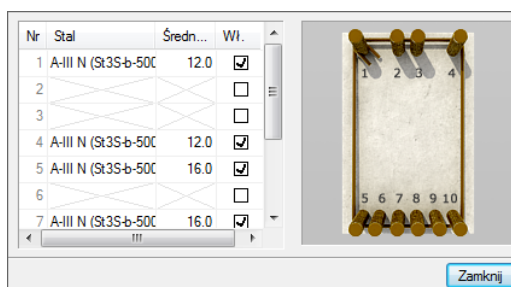 Nr Stal Średn... Wł.
1 A-III N (St3S-b-500 12.0
2
3
4 A-III N (St3S-b-500 12.0
5 A-III N (St3S-b-500 16.0
6
7 A-III N (St3S-b-500 16.0
1 2 3 4
5 6 7 8 9 10
Zamknij